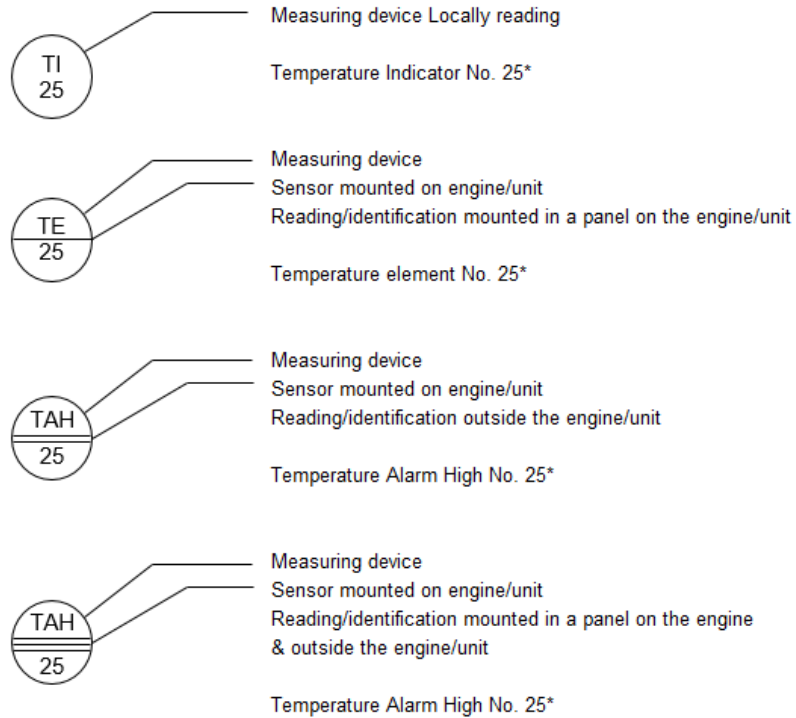 Measuring device Locally reading
TI
25
Temperature Indicator No. 25*
Measuring device
Sensor mounted on engine/unit
TE
Reading/identification mounted in a panel on the engine/unit
25
Temperature element No. 25*
Measuring device
Sensor mounted on engine/unit
TAH
Reading/identification outside the engine/unit
25
Temperature Alarm High No. 25*
Measuring device
Sensor mounted on engine/unit
TAH
Reading/identification mounted in a panel on the engine
& outside the engine/unit
25
Temperature Alarm High No. 25*